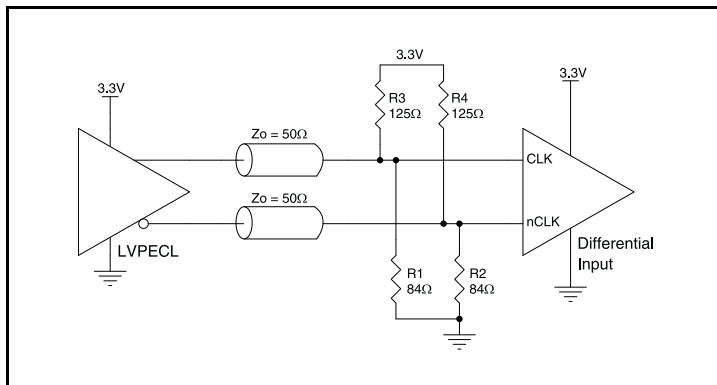 3.3V
3.3V
3.3V
R3
125Ω
R4
125Ω
Zo = 50Ω
CLK
Zo = 50Ω
nCLK
LVPECL
Differential
Input
R1
84Ω
R2
84Ω